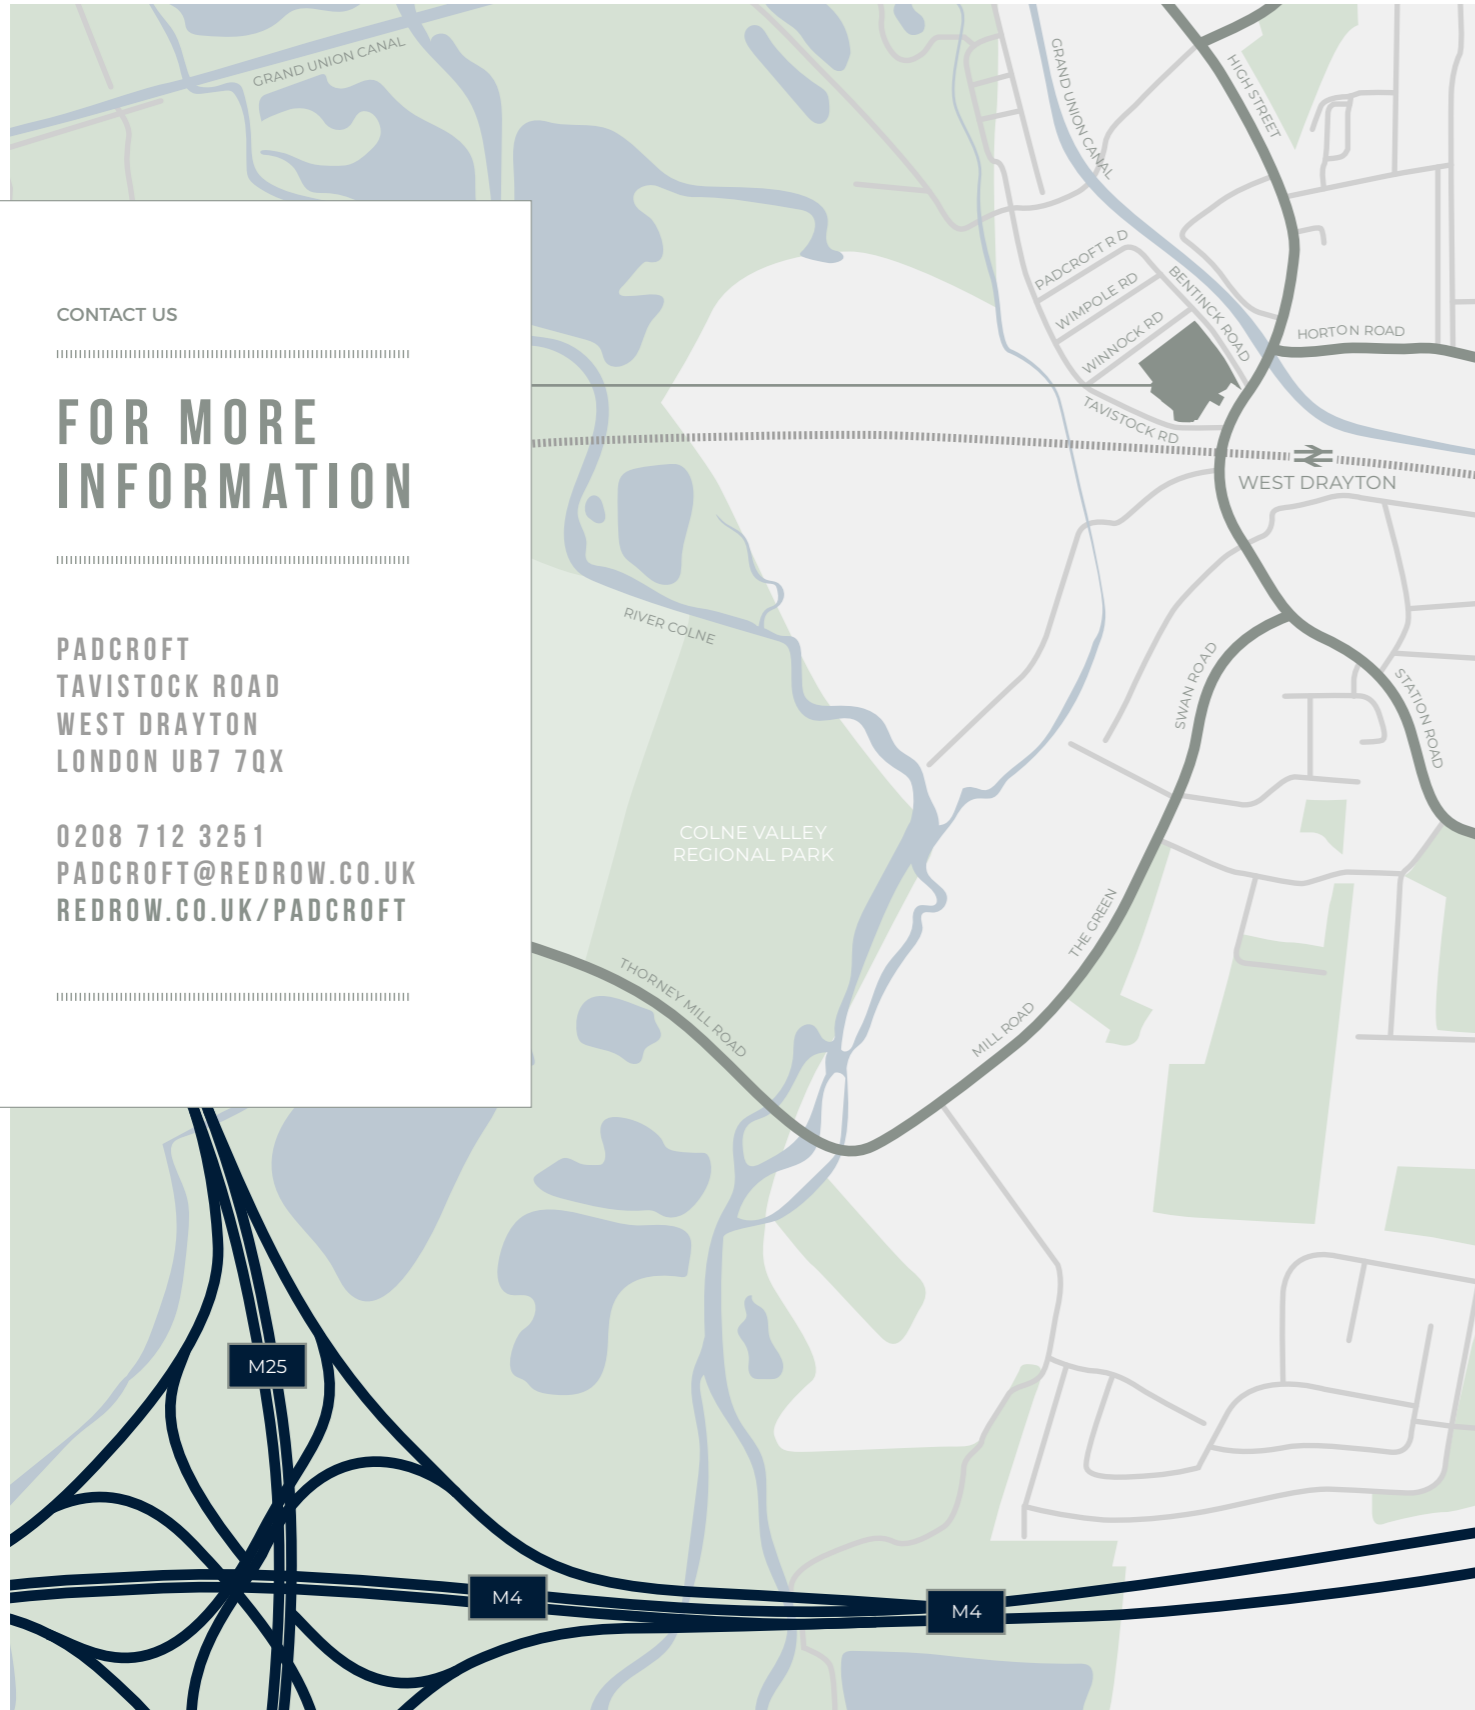 GRAND UNION CANAL
GRAND UNION CANAL
HIGH STREET
PADCROFT RD
WIMPOLE RD
WINNOCK RD
BENTINCK ROAD
HORTON ROAD
TAVISTOCK RD
WEST DRAYTON
CONTACT US
FOR MORE
INFORMATION
PADCROFT
TAVISTOCK ROAD
WEST DRAYTON
LONDON UB7 7QX
0208 712 3251
PADCROFT@REDROW.CO.UK
REDROW.CO.UK/PADCROFT
RIVER COLNE
SWAN ROAD
STATION ROAD
COLNE VALLEY
REGIONAL PARK
THE GREEN
THORNEY MILL ROAD
MILL ROAD
M25
M4
M4